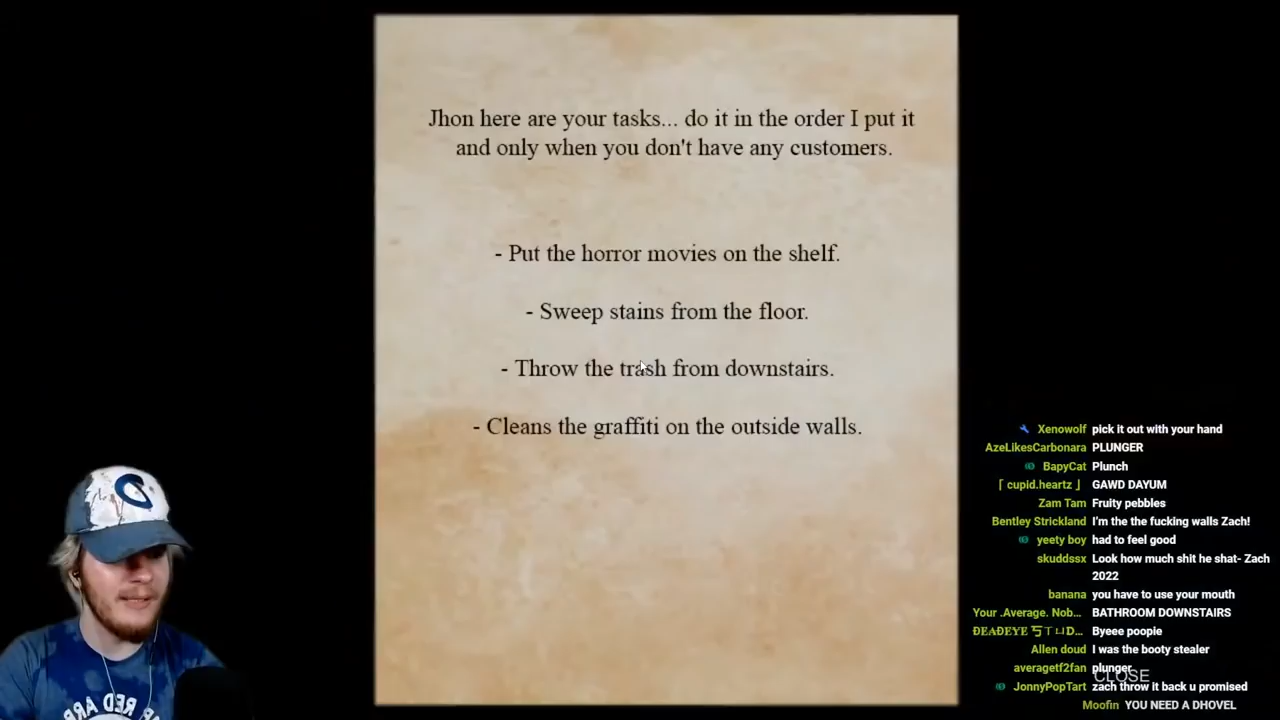 Jhon here are your tasks... do it in the order I put it
and only when you don't have any customers.
- Put the horror movies on the shelf.
- Sweep stains from the floor.
- Throw the trash from downstairs.
- Cleans the graffiti on the outside walls.
Xenowolf pick it out with your hand
AzeLikesCarbonara PLUNGER
BapyCat Plunch
「 cupid.heartz 」 GAWD DAYUM
Zam Tam Fruity pebbles
Bentley Strickland I'm the the fucking walls Zach!
yeety boy had to feel good
skuddssx Look how much shit he shat- Zach
2022
banana you have to use your mouth
Your .Average. Nob... BATHROOM DOWNSTAIRS
Byeee poopie
Allen doud I was the booty stealer
averagetf2fan plunger
CLOSE
JonnyPopTart zach throw it back u promised
Moofin YOU NEED A DHOVEL